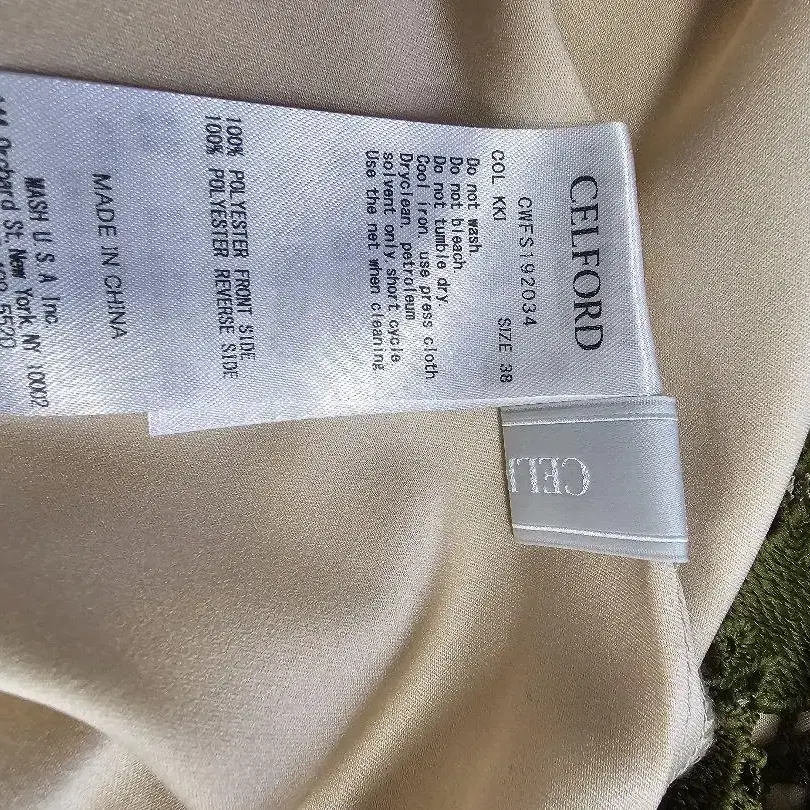 CELFORD
CWFS192034
COL KKI SIZE 38
Do not wash.
Do not bleach.
Do not tumble dry.
Cool iron, use press cloth
Dryclean, petroleum
solvent only,short cycle.
Use the net when cleaning
100% POLYESTER FRONT SIDE,
100% POLYESTER REVERSE SIDE
MADE IN CHINA
MASH U S A Inc.
Orchard St, New York, NY 10002
5520
CEL